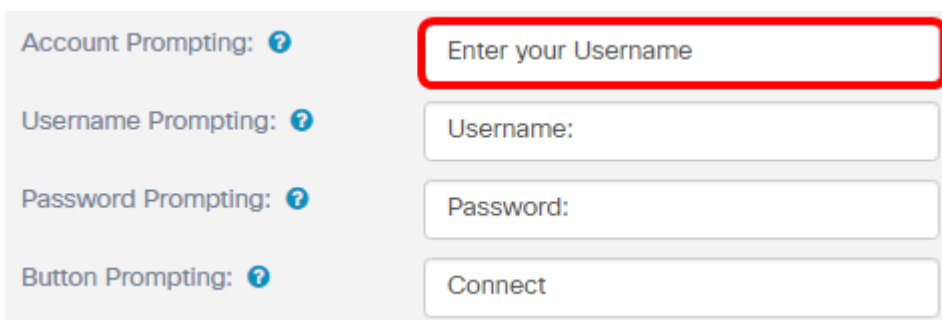 Account Prompting: ?
Enter your Username
Username Prompting: ?
Username:
Password Prompting: ?
Password:
Button Prompting: ?
Connect